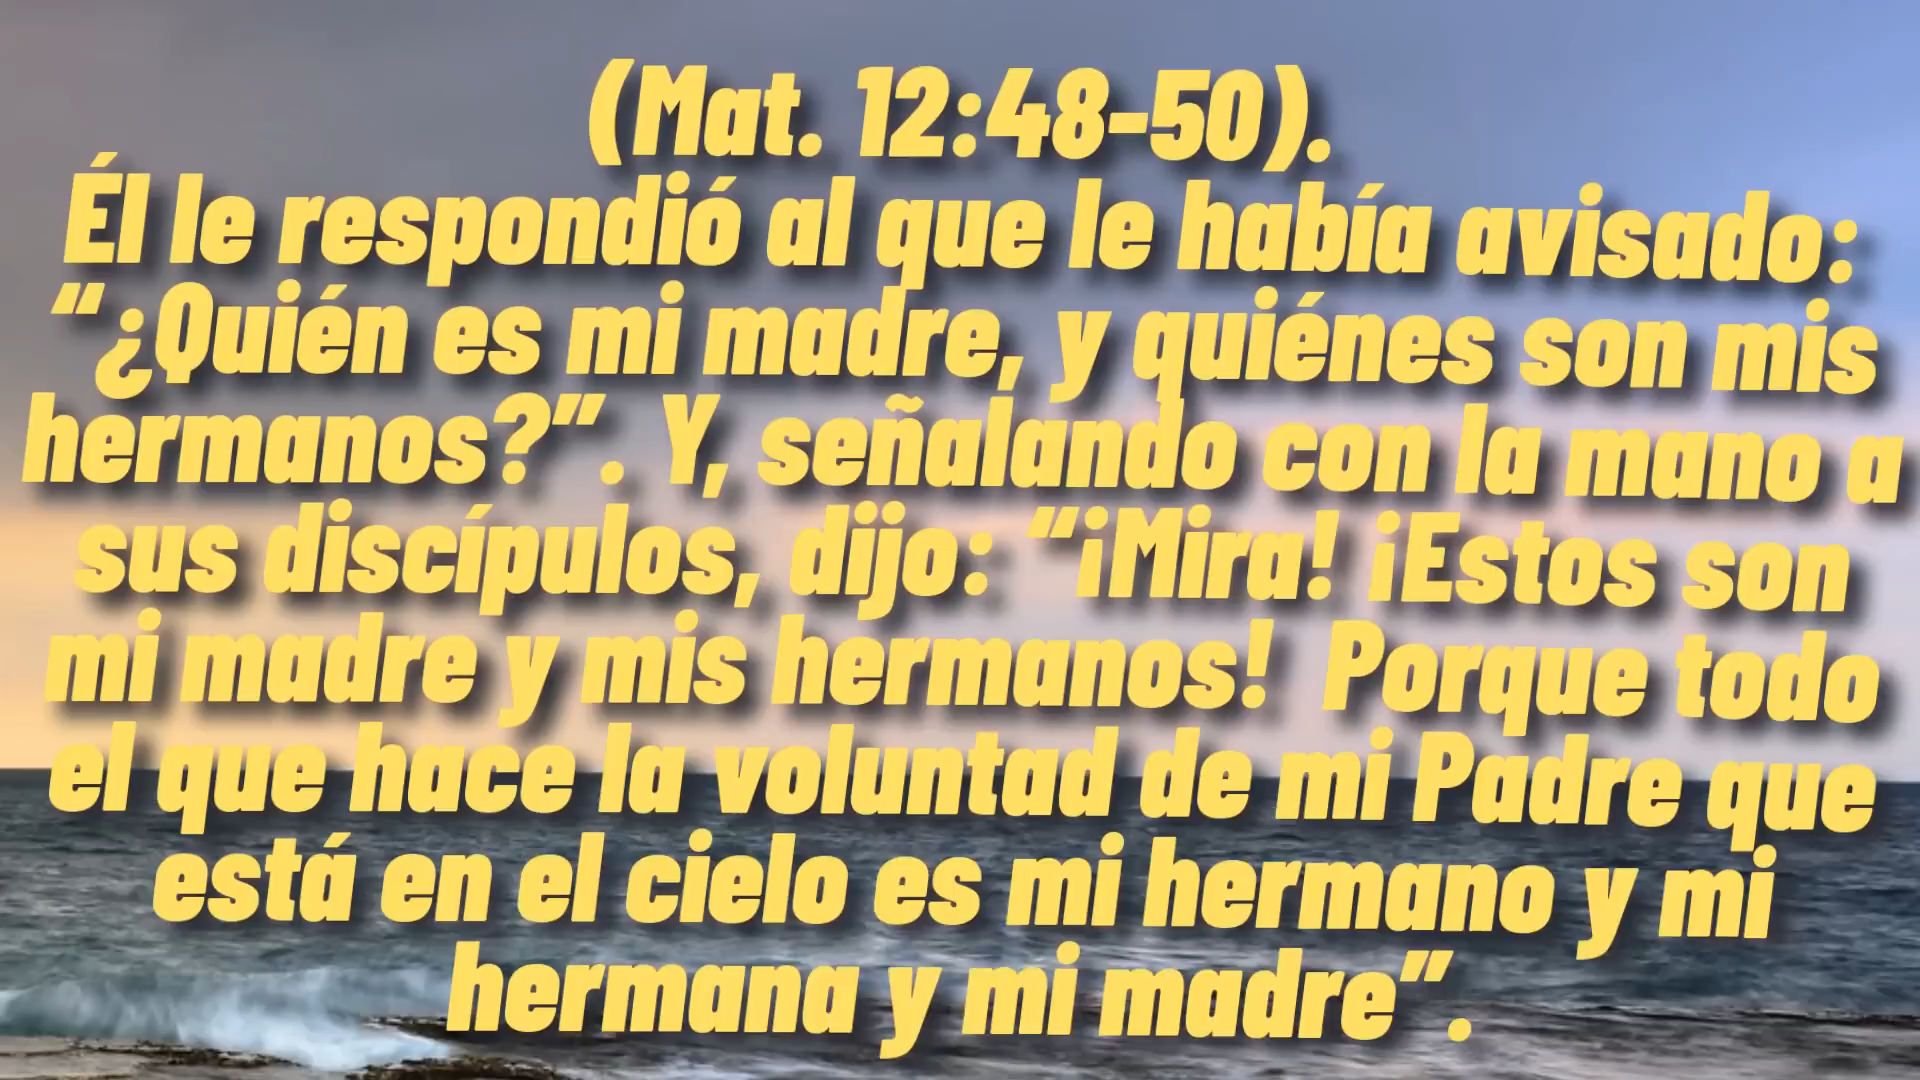 (Mat. 12:48-50).
Él le respondió al que le había avisado:
“¿Quién es mi madre, y quiénes son mis
hermanos?”. Y, señalando con la mano a
sus discípulos, dijo: “¡Mira! ¡Estos son
mi madre y mis hermanos!  Porque todo
el que hace la voluntad de mi Padre que
está en el cielo es mi hermano y mi
hermana y mi madre”.